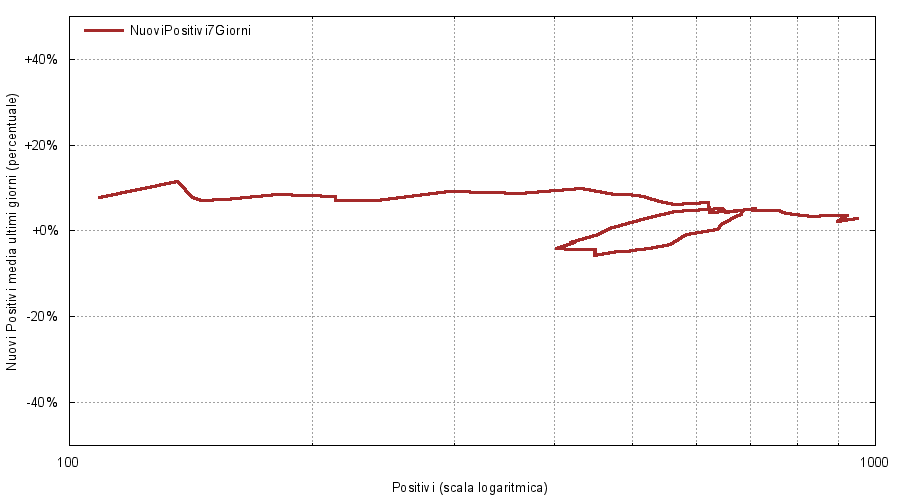 NuoviPositivi7Giorni
+40%
+20%
+0%
-20%
-40%
Nuovi Positivi media ultimi giorni (percentuale)
100
1000
Positivi (scala logaritmica)